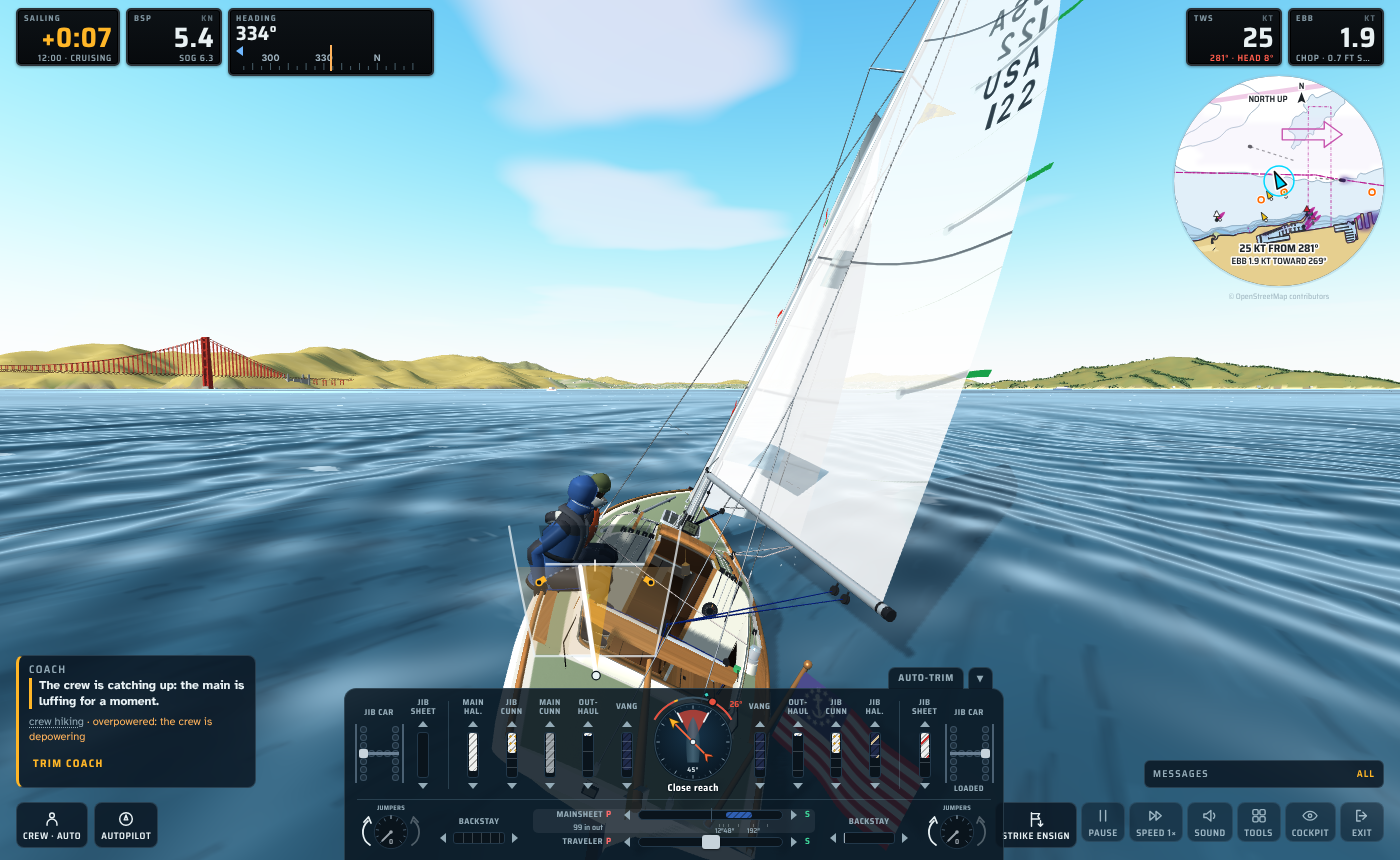 SAILING
+0:07
12:00 · CRUISING
BSP KN
5.4
SOG 6.3
HEADING
334°
300 330 N
TWS KT
25
281° · HEAD 8°
EBB KT
1.9
CHOP · 0.7 FT S...
USA
122
USA
122
NORTH UP
N
25 KT FROM 281°
EBB 1.9 KT TOWARD 269°
© OpenStreetMap contributors
COACH
The crew is catching up: the main is
luffing for a moment.
crew hiking · overpowered: the crew is
depowering
TRIM COACH
CREW · AUTO
AUTOPILOT
AUTO-TRIM
▼
JIB CAR
JIB
SHEET
MAIN
HAL.
JIB
CUNN
MAIN
CUNN
OUT-
HAUL
VANG
26°
45°
Close reach
VANG
OUT-
HAUL
JIB
CUNN
JIB
HAL.
JIB
SHEET
JIB CAR
LOADED
JUMPERS
0
BACKSTAY
MAINSHEET P
S
99 in out
12'48" 192"
TRAVELER P
S
BACKSTAY
JUMPERS
0
MESSAGES ALL
STRIKE ENSIGN
PAUSE
SPEED 1×
SOUND
TOOLS
COCKPIT
EXIT